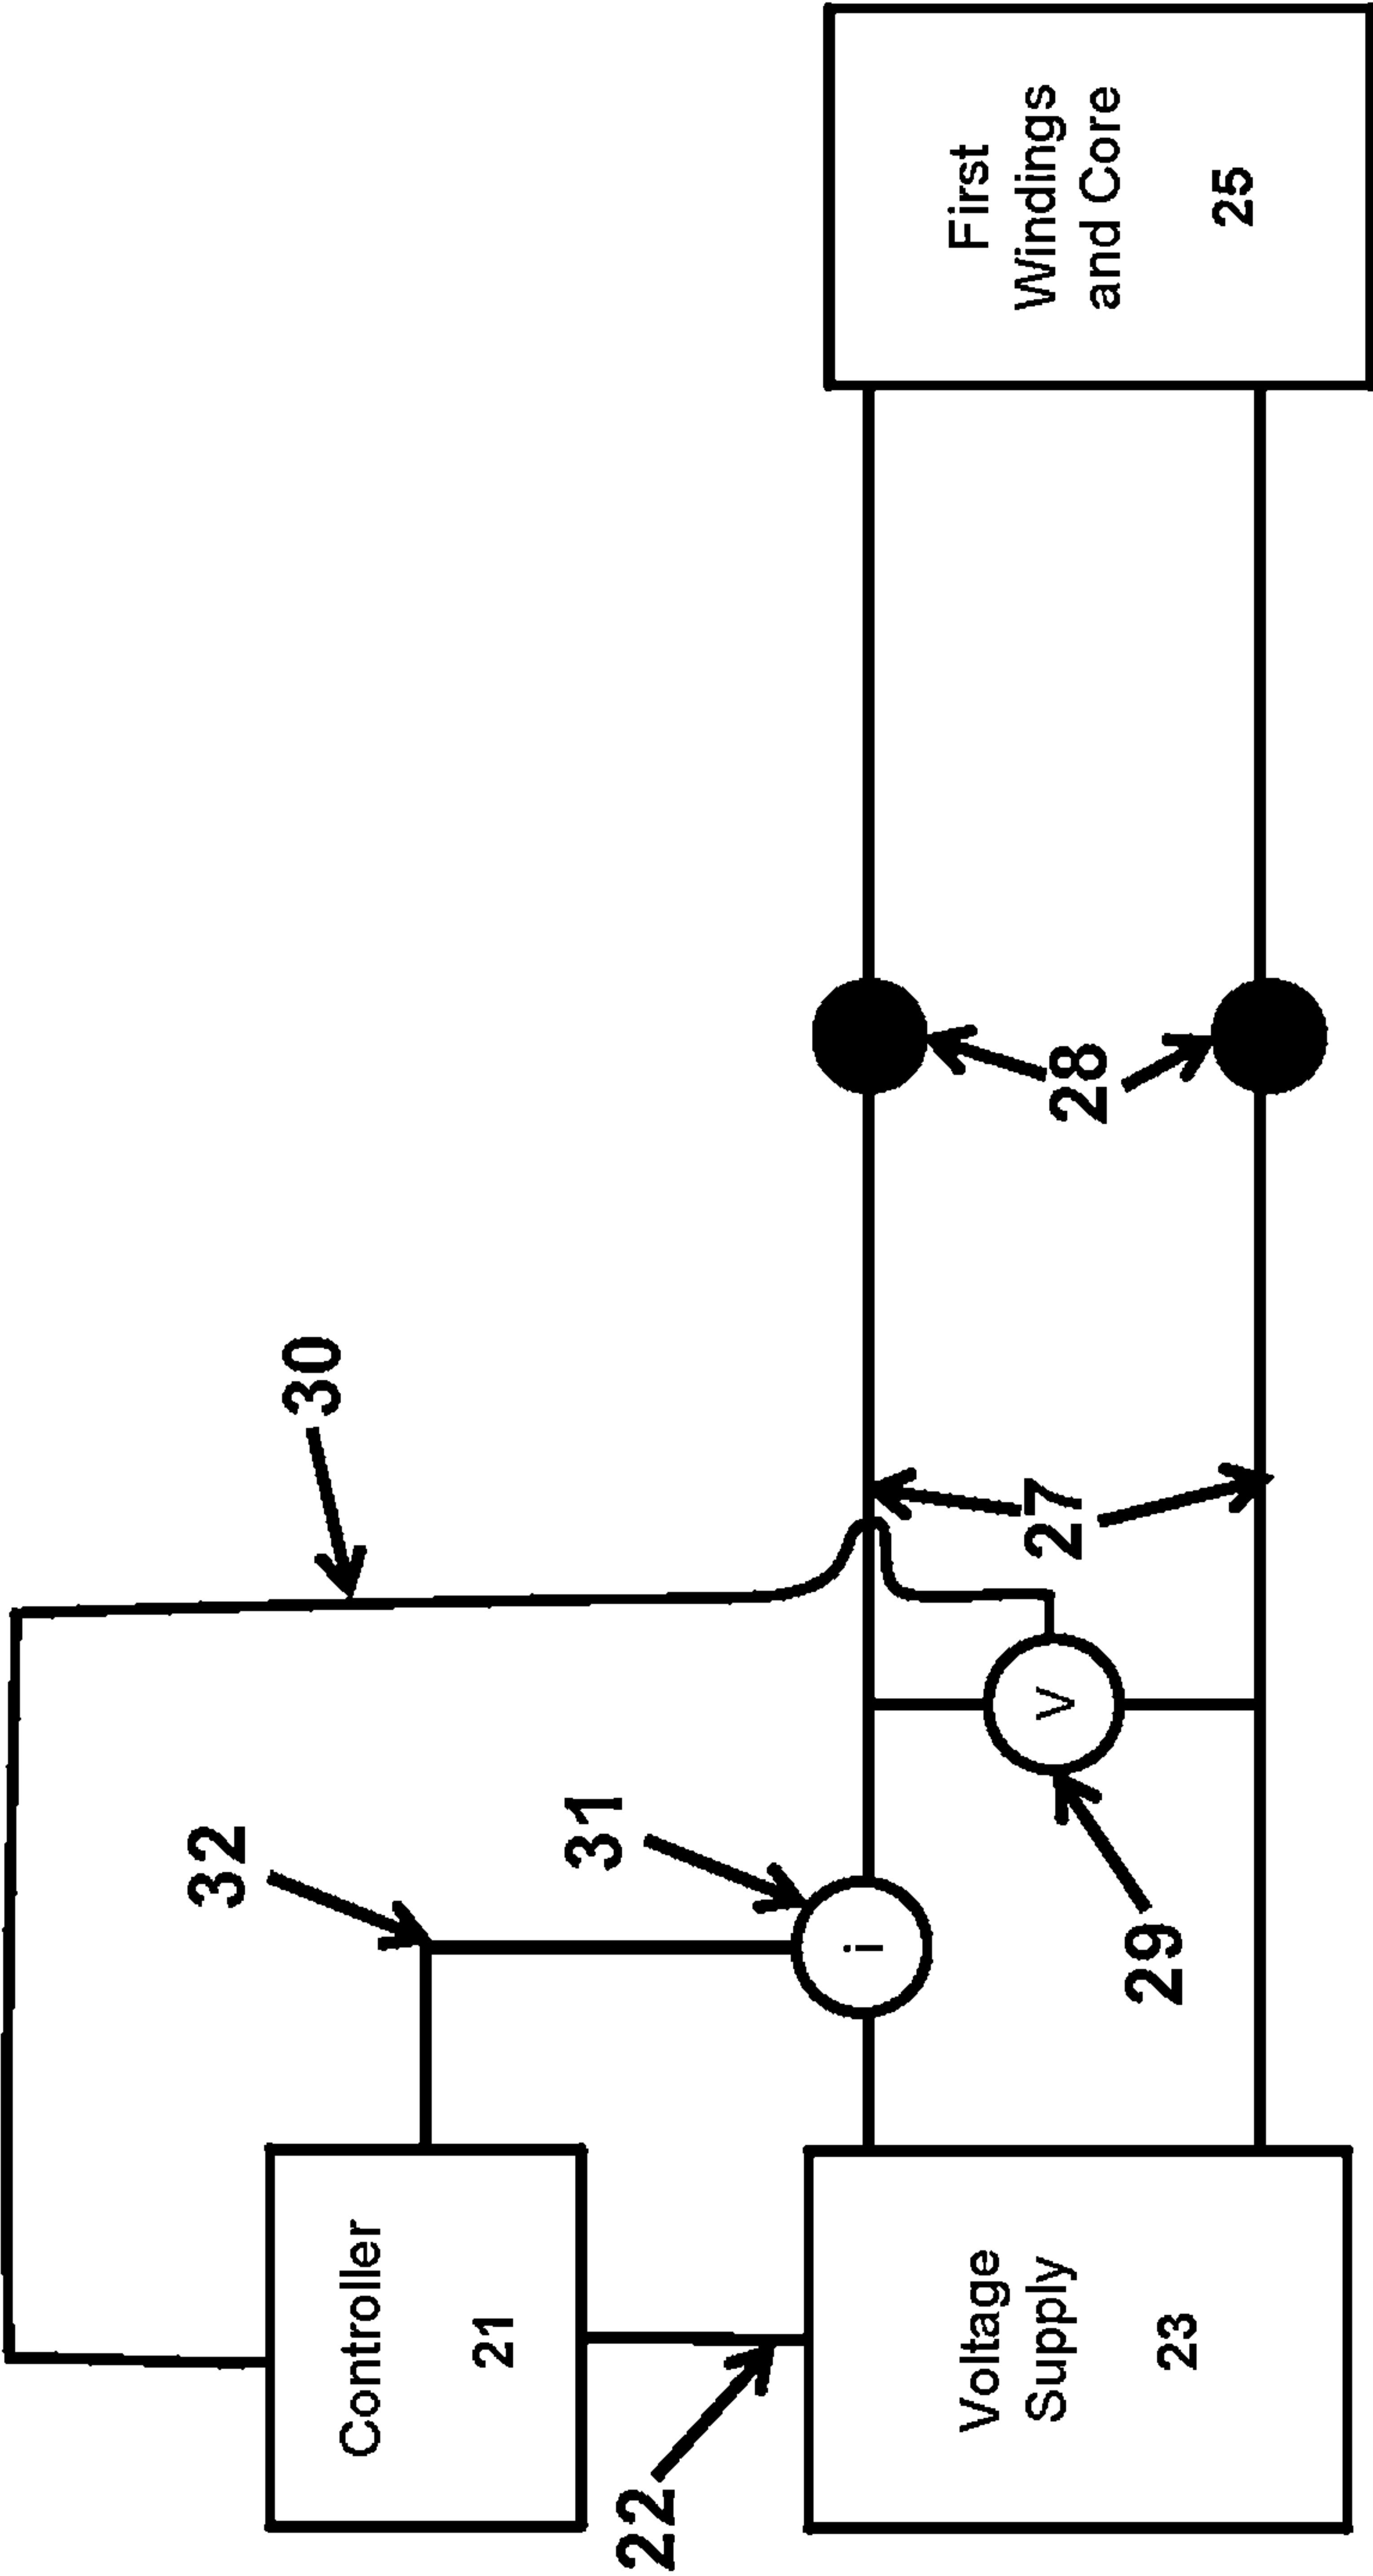 30
32
Controller
21
31
22
28
27
First
Windings
and Core
25
i
V
29
Voltage
Supply
23